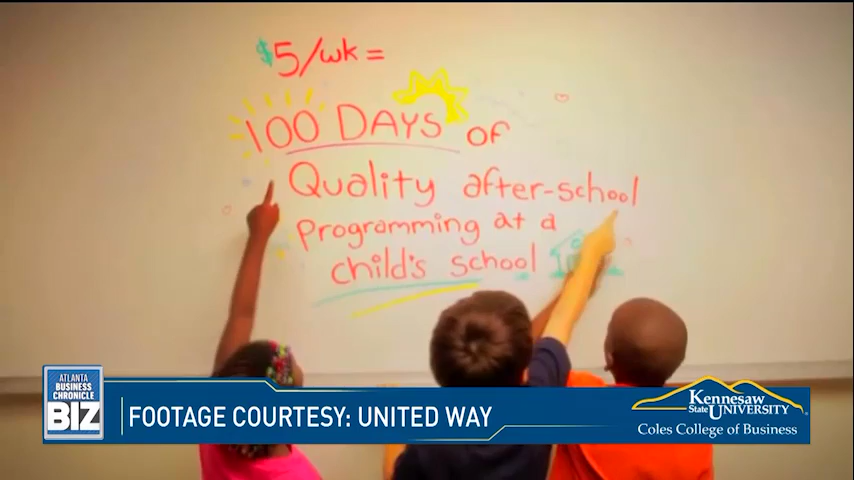 $5/wk =
100 DAYS of
Quality after-school
Programming at a
child's school
ATLANTA
BUSINESS
CHRONICLE
BIZ
FOOTAGE COURTESY: UNITED WAY
Kennesaw
State UNIVERSITY
Coles College of Business